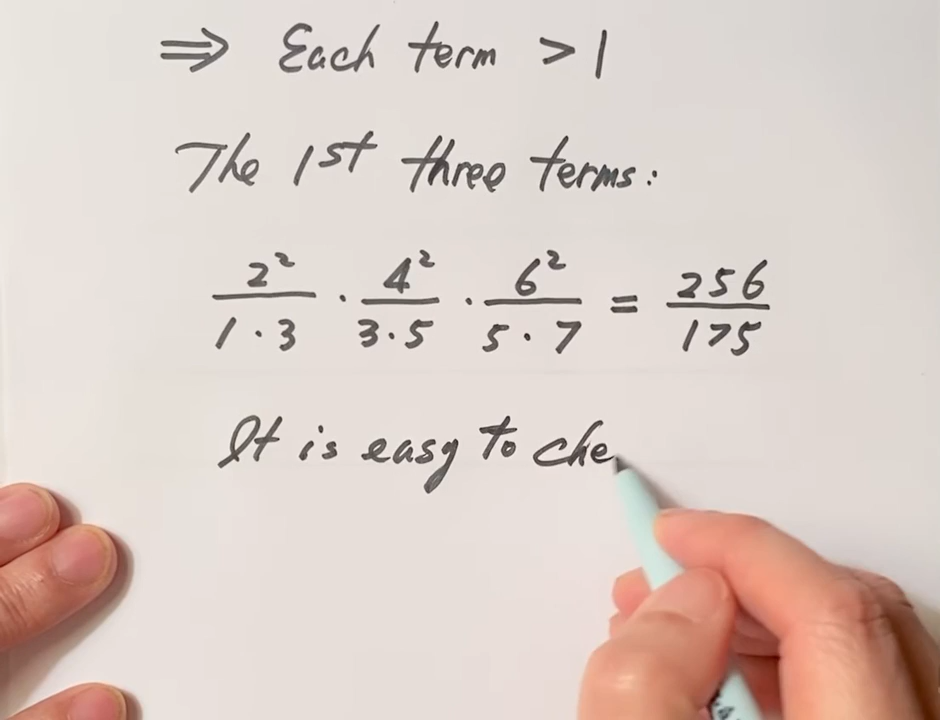 ⇒ Each term > 1
The 1st three terms:
2² / 1·3 · 4² / 3·5 · 6² / 5·7 = 256 / 175
It is easy to che